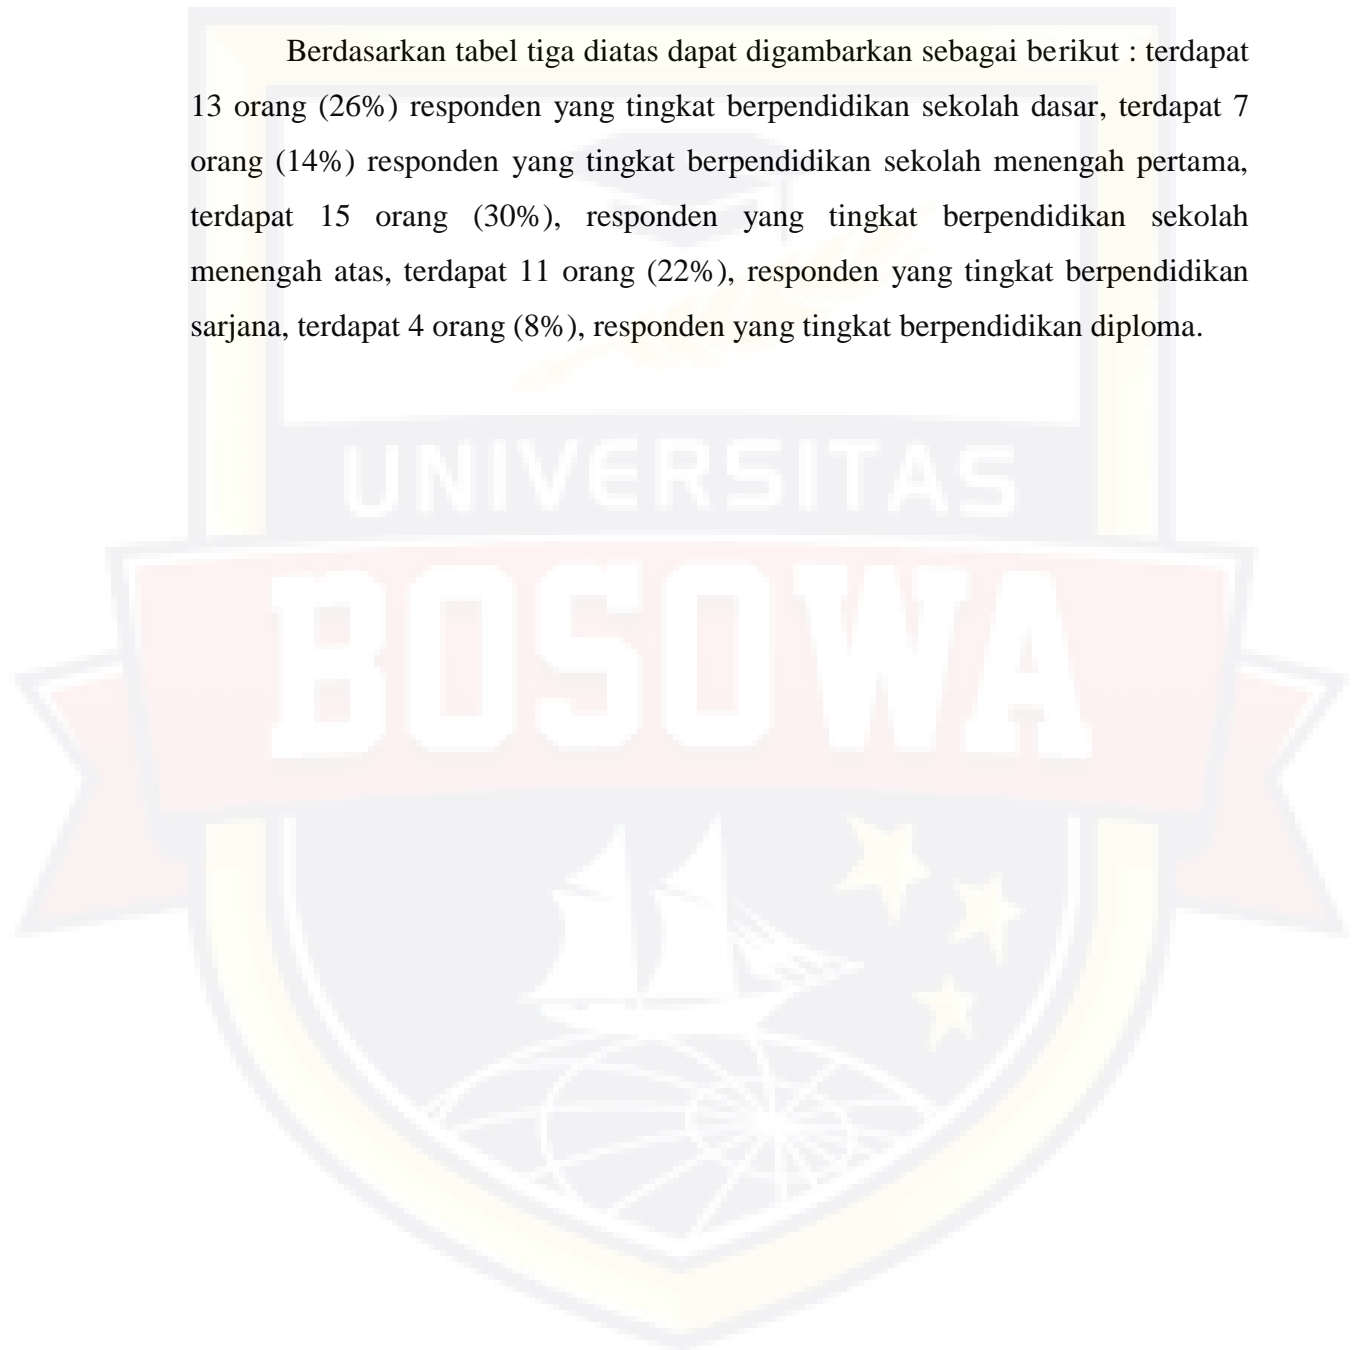 Berdasarkan tabel tiga diatas dapat digambarkan sebagai berikut : terdapat
13 orang (26%) responden yang tingkat berpendidikan sekolah dasar, terdapat 7
orang (14%) responden yang tingkat berpendidikan sekolah menengah pertama,
terdapat 15 orang (30%), responden yang tingkat berpendidikan sekolah
menengah atas, terdapat 11 orang (22%), responden yang tingkat berpendidikan
sarjana, terdapat 4 orang (8%), responden yang tingkat berpendidikan diploma.
UNIVERSITAS
BOSOWA